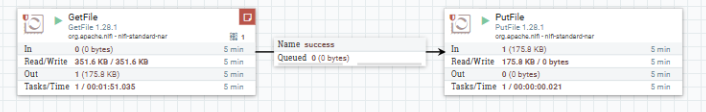 GetFile
GetFile 1.28.1
org.apache.nifi - nifi-standard-nar
1
In 0 (0 bytes) 5 min
Read/Write 351.6 KB / 351.6 KB 5 min
Out 1 (175.8 KB) 5 min
Tasks/Time 1 / 00:01:51.035 5 min
Name success
Queued 0 (0 bytes)
PutFile
PutFile 1.28.1
org.apache.nifi - nifi-standard-nar
In 1 (175.8 KB) 5 min
Read/Write 175.8 KB / 0 bytes 5 min
Out 0 (0 bytes) 5 min
Tasks/Time 1 / 00:00:00.021 5 min